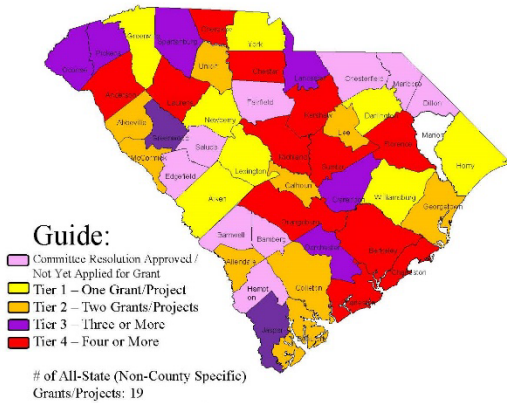 York
Greenv
Spartanburg
Pickens
Oconee
Union
Chester
Lancaster
Chesterfield
Marlboro
Dillon
Anderson
Laurens
Fairfield
Kershaw
Darlington
Abbeville
Newberry
Lee
Florence
Marion
Greenwood
Saluda
McCormick
Richland
Horry
Edgefield
Lexington
Sumter
Calhoun
Clarendon
Williamsburg
Aiken
Georgetown
Orangeburg
Barnwell
Bamberg
Berkeley
Dorchester
Allendale
Charleston
Hampt
on
Colleton
Jasper
Guide:
Committee Resolution Approved /
Not Yet Applied for Grant
Tier 1 – One Grant/Project
Tier 2 – Two Grants/Projects
Tier 3 – Three or More
Tier 4 – Four or More
# of All-State (Non-County Specific)
Grants/Projects: 19